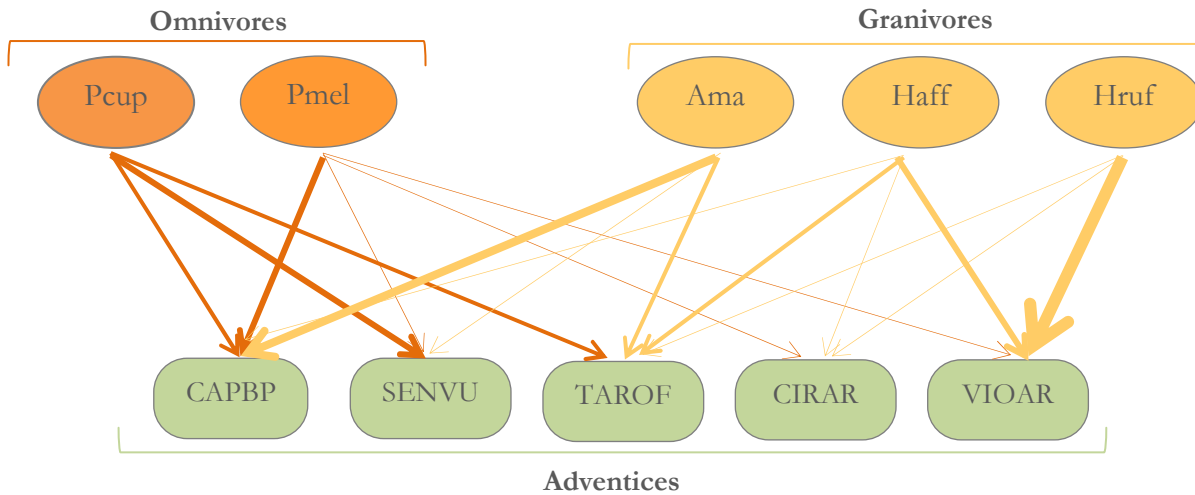 Omnivores
Granivores
Pcup
Pmel
Ama
Haff
Hruf
CAPBP
SENVU
TAROF
CIRAR
VIOAR
Adventices